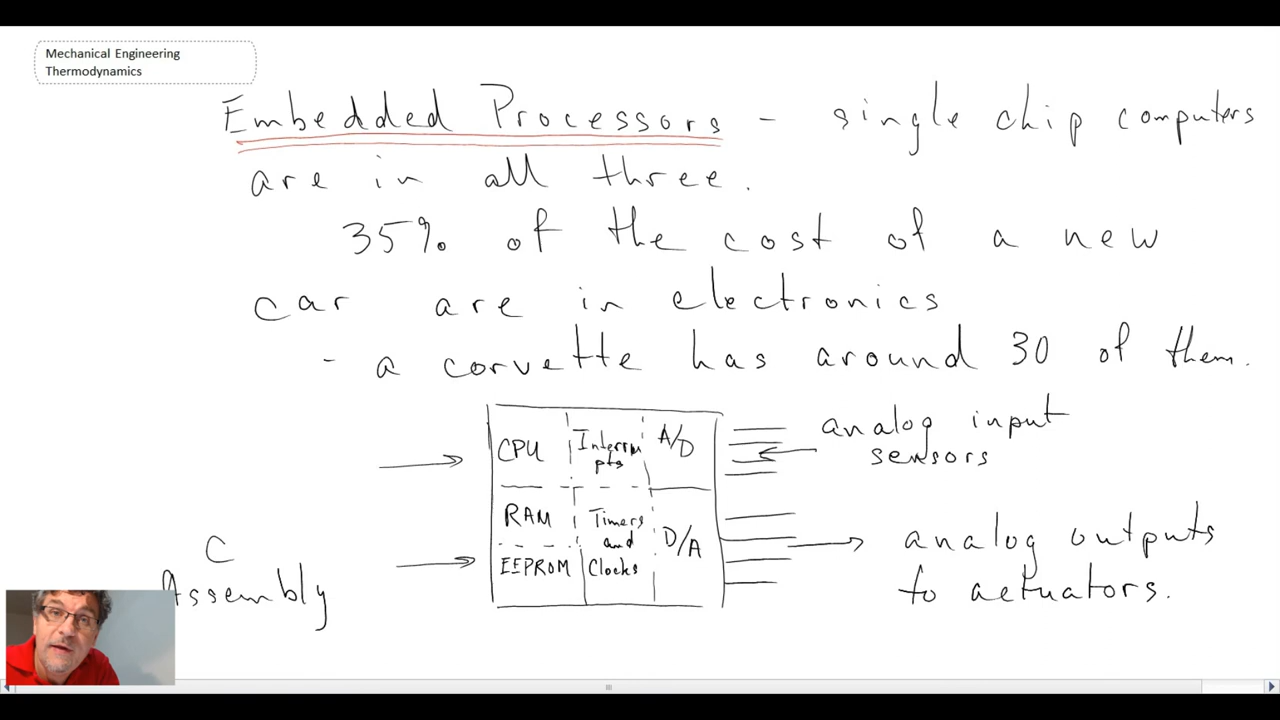 Mechanical Engineering
Thermodynamics
Embedded Processors - single chip computers
are in all three.
35% of the cost of a new
car are in electronics
- a corvette has around 30 of them.
CPU
Interru
pts
A/D
RAM
EEPROM
Timers
and
Clocks
D/A
analog input
sensors
analog outputs
to actuators.
C
Assembly